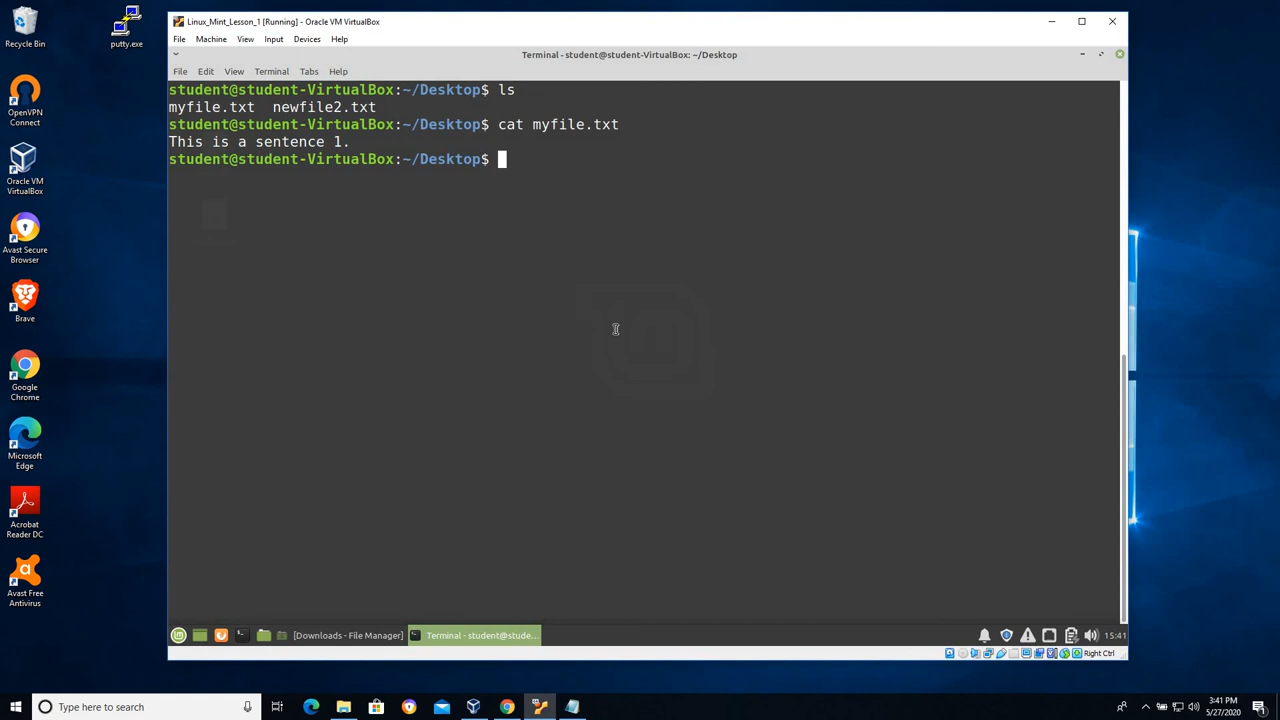 Recycle Bin
putty.exe
OpenVPN
Connect
Oracle VM
VirtualBox
Avast Secure
Browser
Brave
Google
Chrome
Microsoft
Edge
Acrobat
Reader DC
Avast Free
Antivirus
Linux_Mint_Lesson_1 [Running] - Oracle VM VirtualBox
File Machine View Input Devices Help
Terminal - student@student-VirtualBox: ~/Desktop
File Edit View Terminal Tabs Help
student@student-VirtualBox:~/Desktop$ ls
myfile.txt newfile2.txt
student@student-VirtualBox:~/Desktop$ cat myfile.txt
This is a sentence 1.
student@student-VirtualBox:~/Desktop$
[Downloads - File Manager] Terminal - student@stude... 15:41
Right Ctrl
Type here to search
3:41 PM
5/27/2020